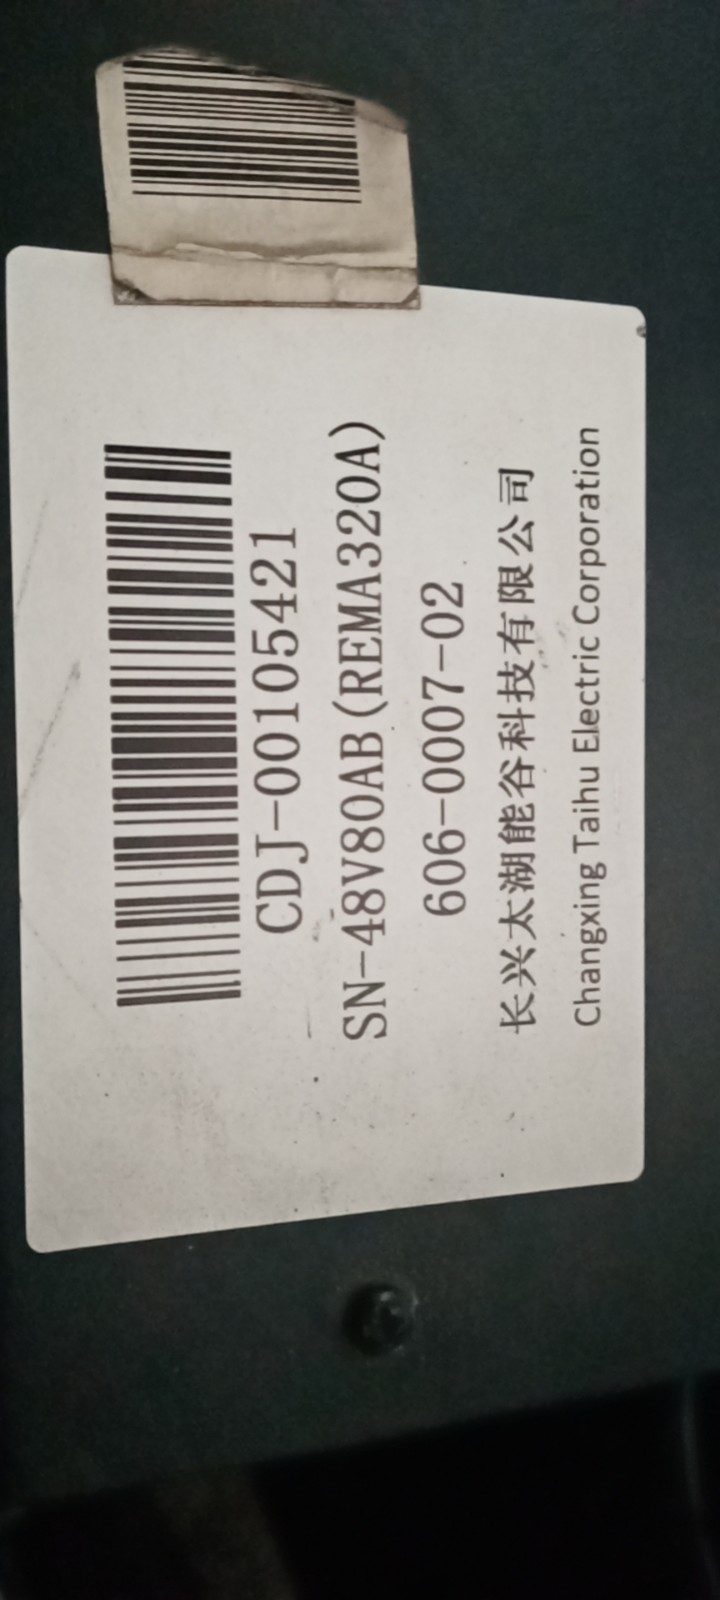 CDJ-00105421
SN-48V80AB(REMA320A)
606-0007-02
长兴太湖能谷科技有限公司
Changxing Taihu Electric Corporation